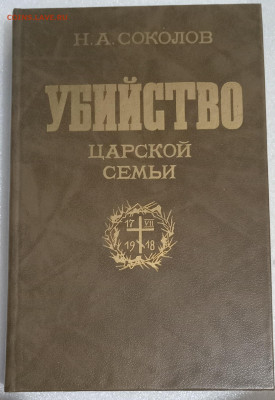 Н.А.СОКОЛОВ
УБИЙСТВО
ЦАРСКОЙ
СЕМЬИ
17 VII
1918